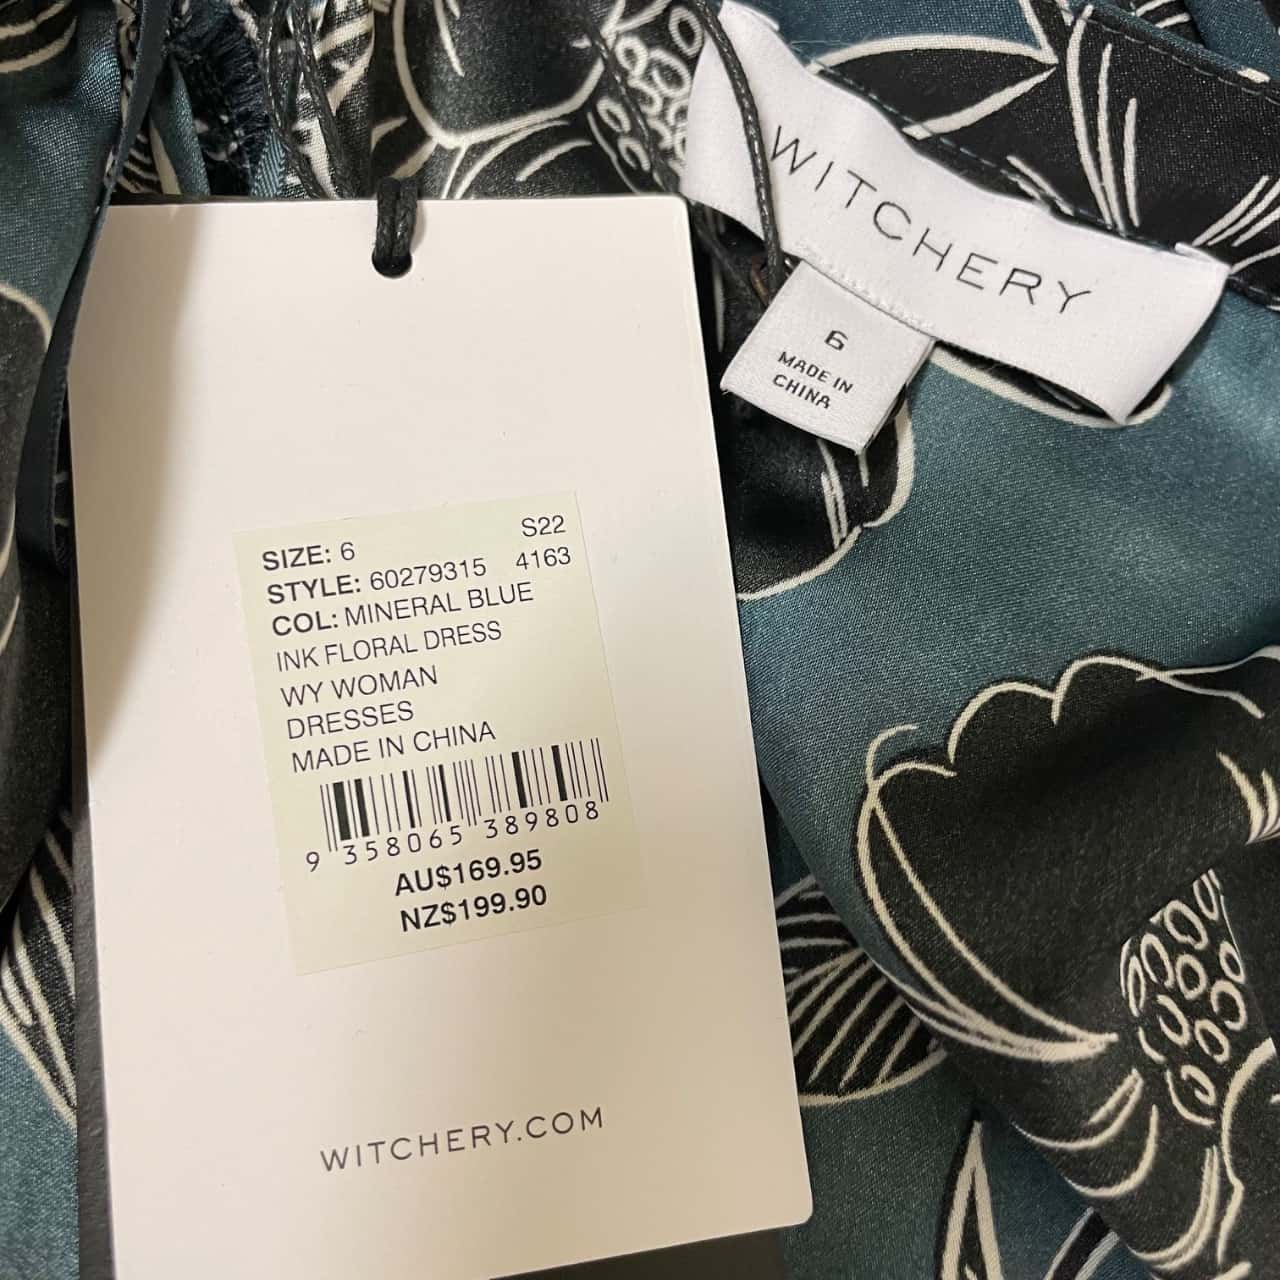 WITCHERY
6
MADE IN
CHINA
SIZE: 6 S22
STYLE: 60279315 4163
COL: MINERAL BLUE
INK FLORAL DRESS
WY WOMAN
DRESSES
MADE IN CHINA
9 358065 389808
AU$169.95
NZ$199.90
WITCHERY.COM